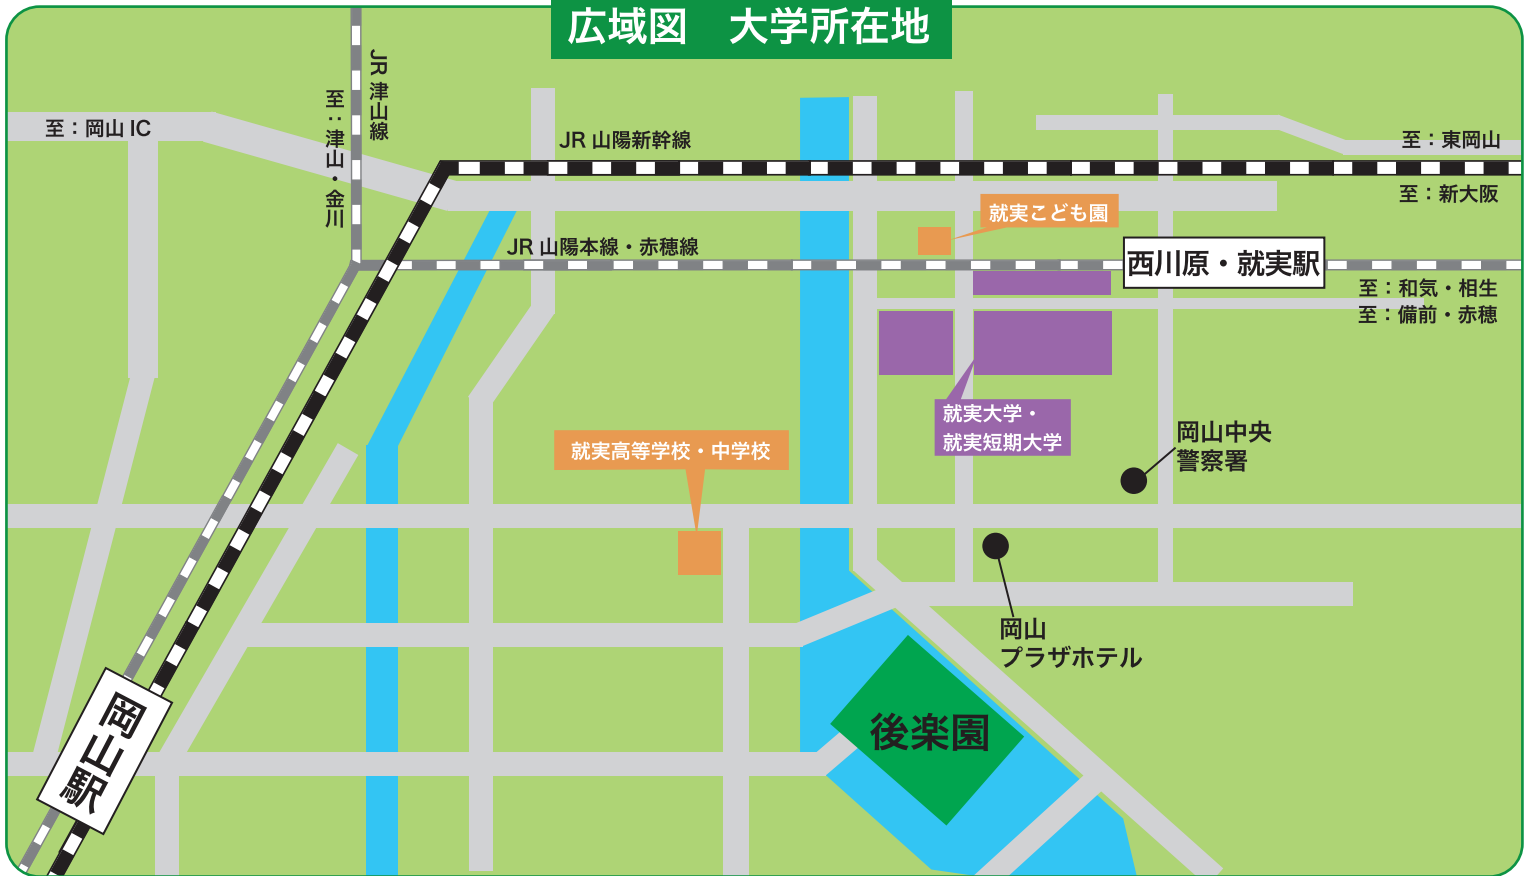 広域図　大学所在地
JR 津山線
至：津山・金川
至：岡山 IC
JR 山陽新幹線
至：東岡山
至：新大阪
就実こども園
JR 山陽本線・赤穂線
西川原・就実駅
至：和気・相生
至：備前・赤穂
就実大学・
就実短期大学
岡山中央
警察署
就実高等学校・中学校
岡山
プラザホテル
後楽園
岡山駅